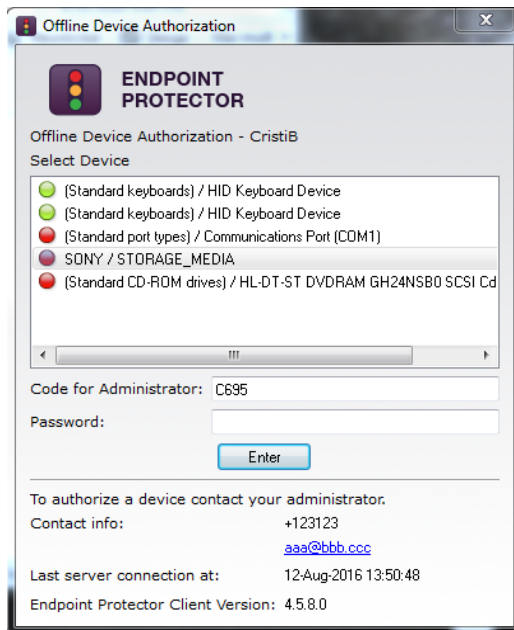 Offline Device Authorization
ENDPOINT
PROTECTOR
Offline Device Authorization - CristiB
Select Device
(Standard keyboards) / HID Keyboard Device
(Standard keyboards) / HID Keyboard Device
(Standard port types) / Communications Port (COM1)
SONY / STORAGE_MEDIA
(Standard CD-ROM drives) / HL-DT-ST DVDRAM GH24NSB0 SCSI Cd
Code for Administrator: C695
Password:
Enter
To authorize a device contact your administrator.
Contact info: +123123
aaa@bbb.ccc
Last server connection at: 12-Aug-2016 13:50:48
Endpoint Protector Client Version: 4.5.8.0